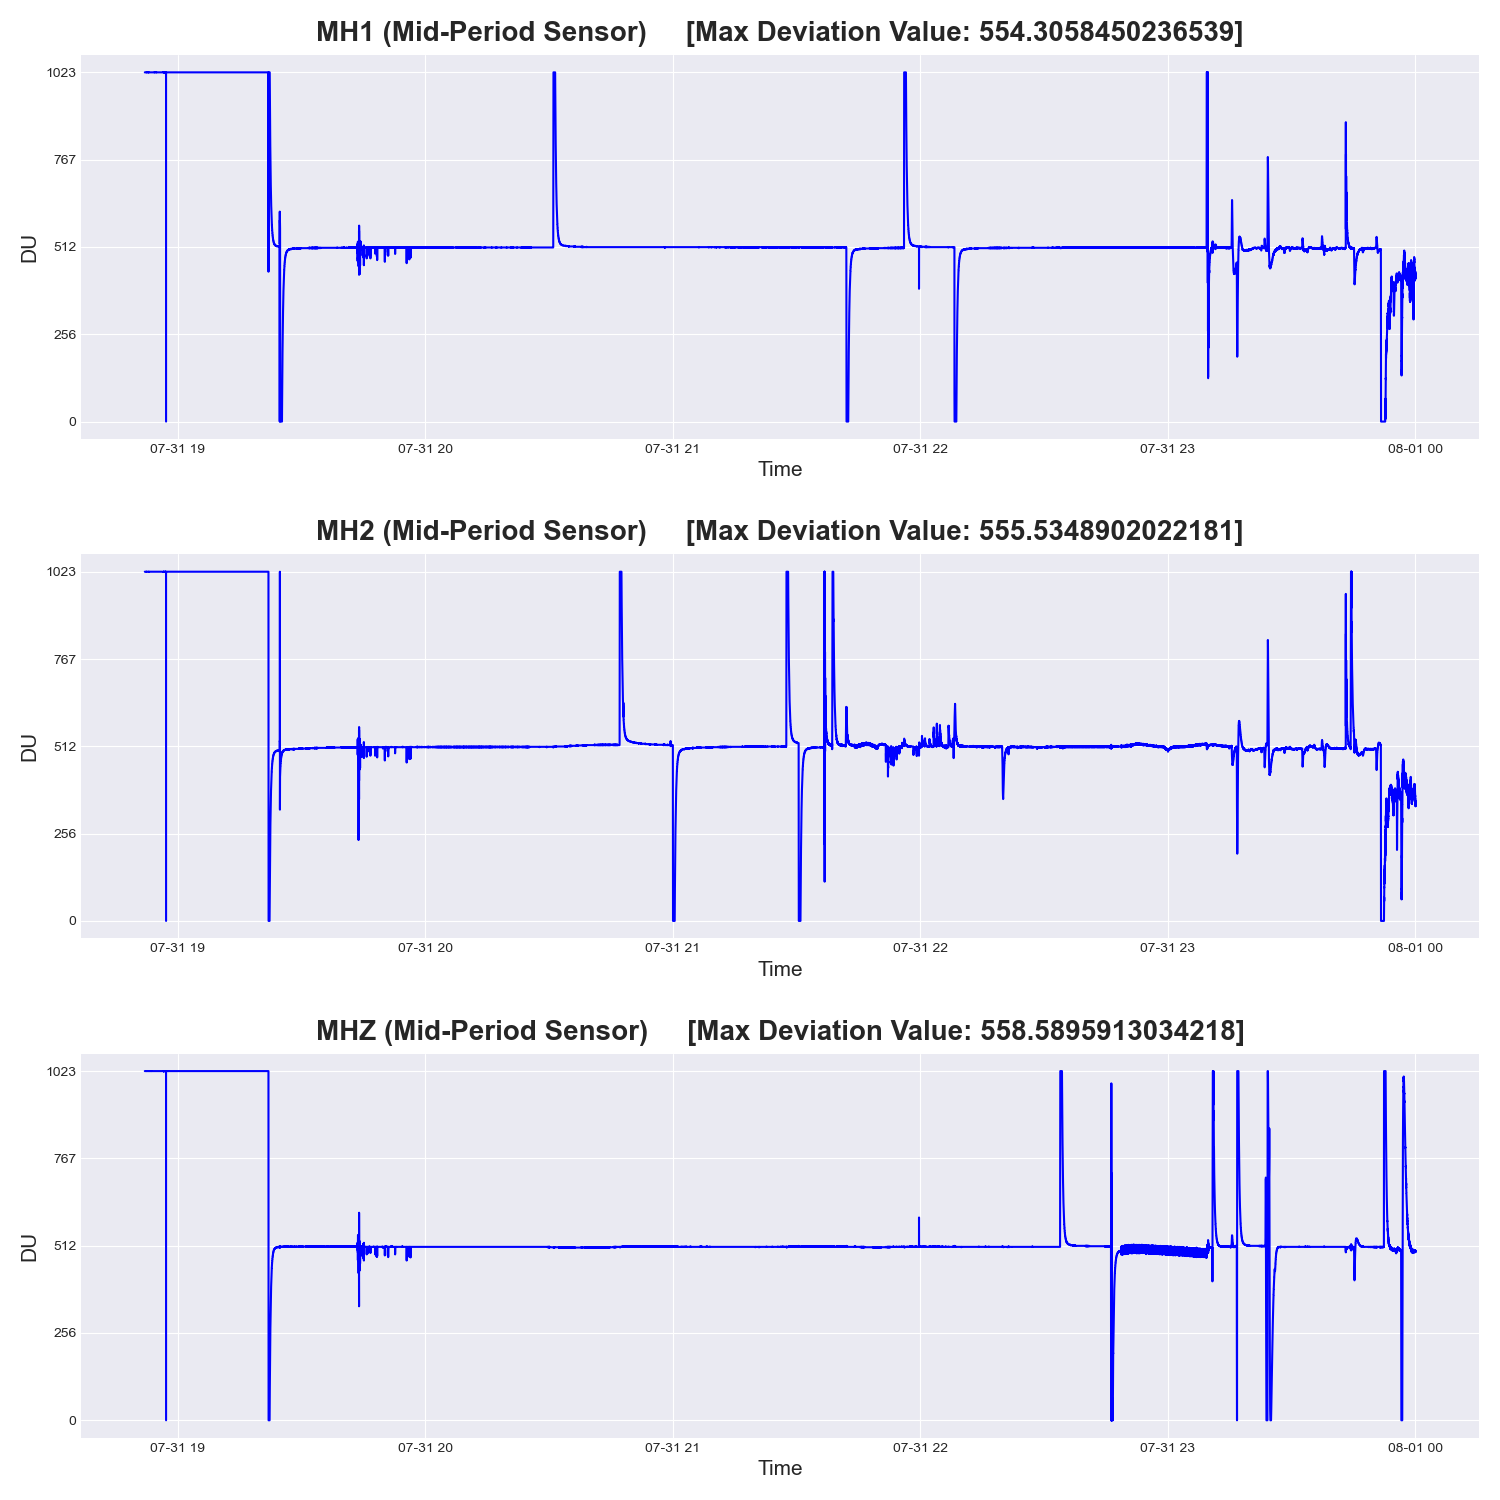 MH1 (Mid-Period Sensor) [Max Deviation Value: 554.3058450236539]
1023
767
512
256
0
DU
07-31 19 07-31 20 07-31 21 07-31 22 07-31 23 08-01 00
Time
MH2 (Mid-Period Sensor) [Max Deviation Value: 555.5348902022181]
1023
767
512
256
0
DU
07-31 19 07-31 20 07-31 21 07-31 22 07-31 23 08-01 00
Time
MHZ (Mid-Period Sensor) [Max Deviation Value: 558.5895913034218]
1023
767
512
256
0
DU
07-31 19 07-31 20 07-31 21 07-31 22 07-31 23 08-01 00
Time